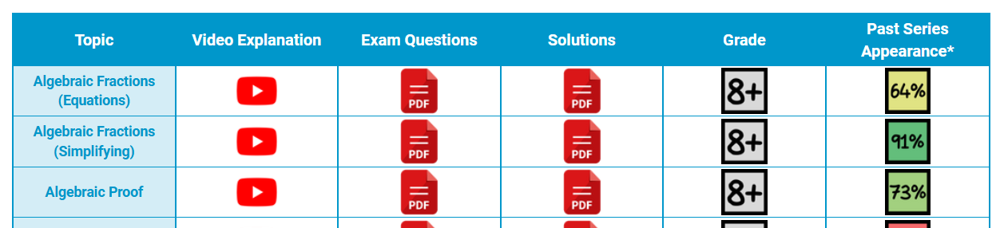 Topic
Video Explanation
Exam Questions
Solutions
Grade
Past Series
Appearance*
Algebraic Fractions
(Equations)
PDF
PDF
8+
64%
Algebraic Fractions
(Simplifying)
PDF
PDF
8+
91%
Algebraic Proof
PDF
PDF
8+
73%